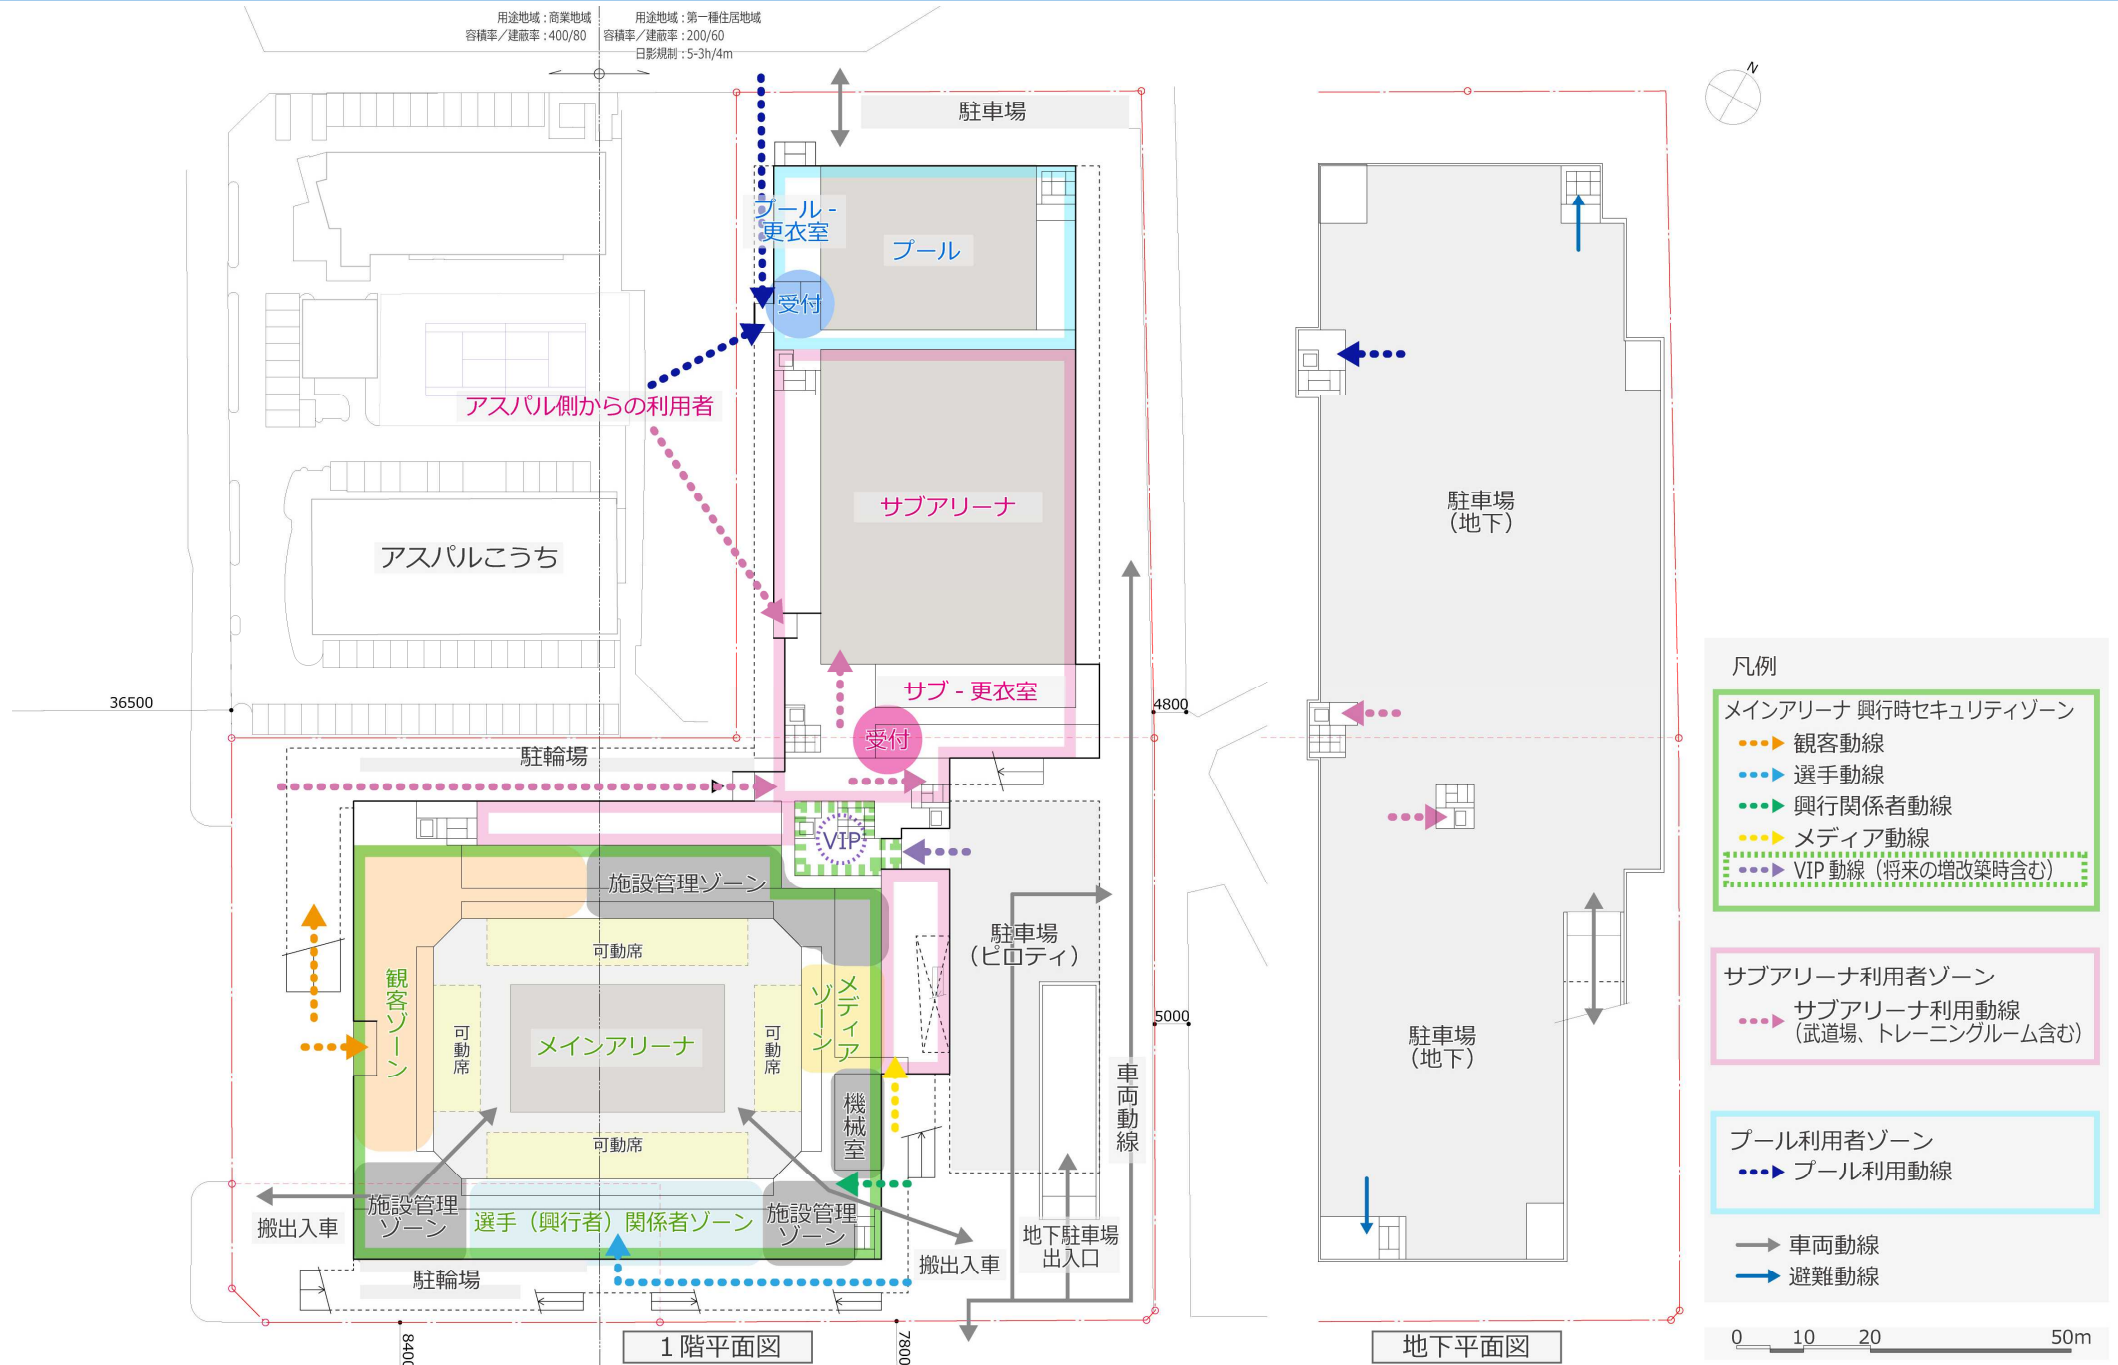 用途地域：商業地域
容積率／建蔽率：400/80
用途地域：第一種住居地域
容積率／建蔽率：200/60
日影規制：5-3h/4m
N
駐車場
プール -
更衣室
プール
受付
アスパル側からの利用者
サブアリーナ
アスパルこうち
サブ - 更衣室
受付
36500
4800
駐輪場
VIP
施設管理ゾーン
観客ゾーン
可動席
可動席
メインアリーナ
可動席
可動席
メディア
ゾーン
機械室
駐車場
（ピロティ）
5000
車両動線
施設管理
ゾーン
選手（興行者）関係者ゾーン
施設管理
ゾーン
搬出入車
搬出入車
地下駐車場
出入口
駐輪場
8400
7800
1階平面図
駐車場
（地下）
駐車場
（地下）
地下平面図
凡例
メインアリーナ 興行時セキュリティゾーン
観客動線
選手動線
興行関係者動線
メディア動線
VIP 動線（将来の増改築時含む）
サブアリーナ利用者ゾーン
サブアリーナ利用動線
（武道場、トレーニングルーム含む）
プール利用者ゾーン
プール利用動線
車両動線
避難動線
0 10 20 50m